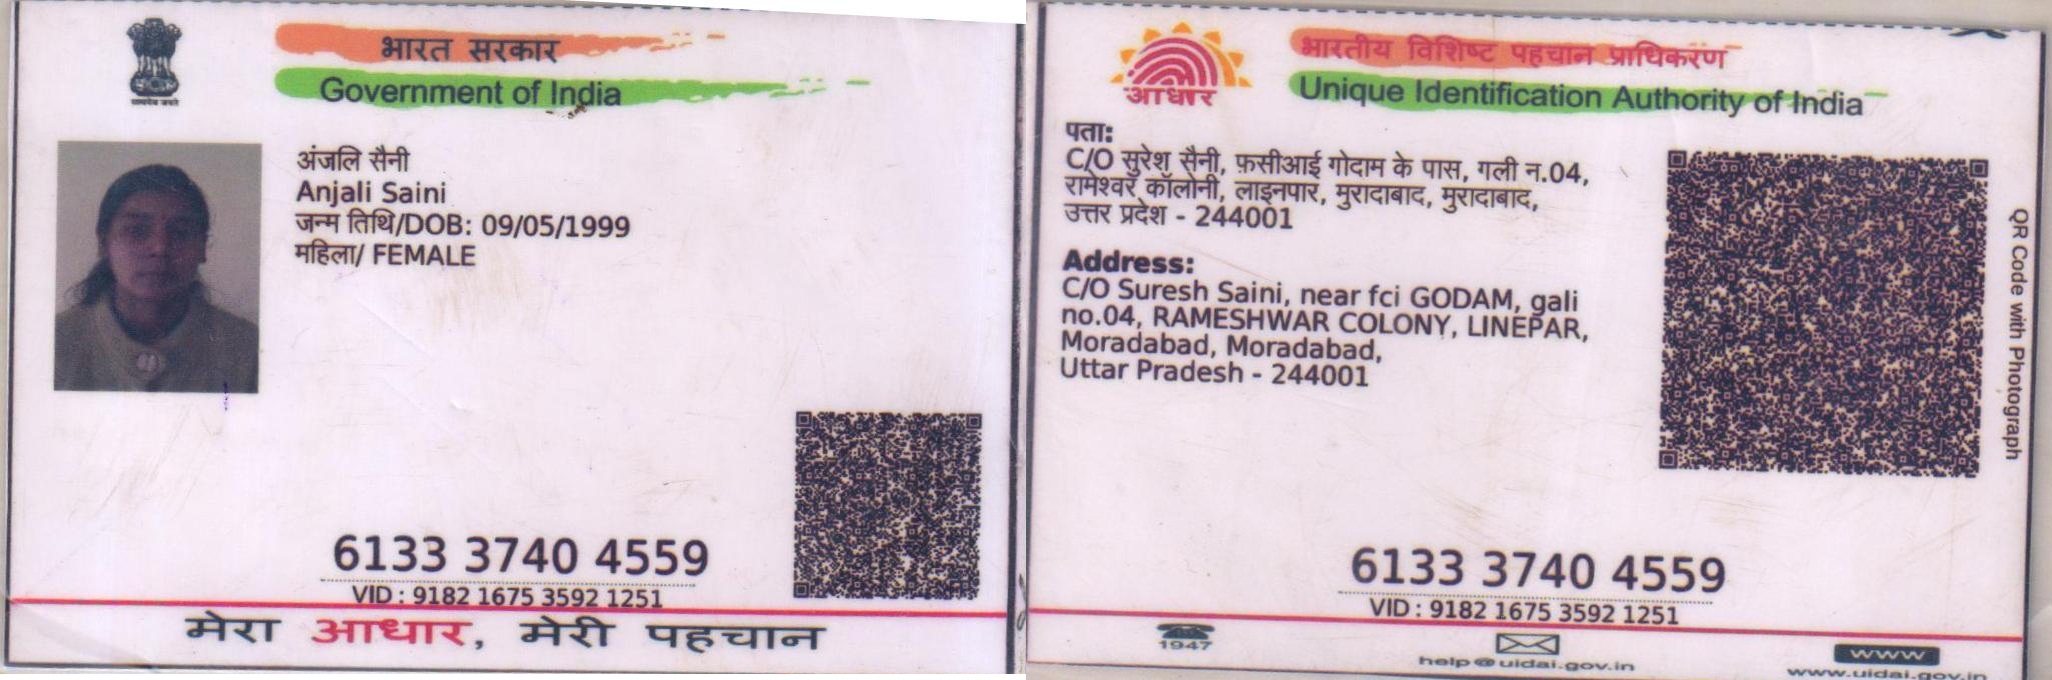 भारत सरकार
Government of India
अंजलि सैनी
Anjali Saini
जन्म तिथि/DOB: 09/05/1999
महिला/ FEMALE
6133 3740 4559
VID : 9182 1675 3592 1251
मेरा आधार, मेरी पहचान
भारतीय विशिष्ट पहचान प्राधिकरण
Unique Identification Authority of India
आधार
पता:
C/O सुरेश सैनी, फ़सीआई गोदाम के पास, गली न.04,
रामेश्वर कॉलोनी, लाइनपार, मुरादाबाद, मुरादाबाद,
उत्तर प्रदेश - 244001
Address:
C/O Suresh Saini, near fci GODAM, gali
no.04, RAMESHWAR COLONY, LINEPAR,
Moradabad, Moradabad,
Uttar Pradesh - 244001
QR Code with Photograph
6133 3740 4559
VID : 9182 1675 3592 1251
1947
help@uidai.gov.in
www
www.uidai.gov.in